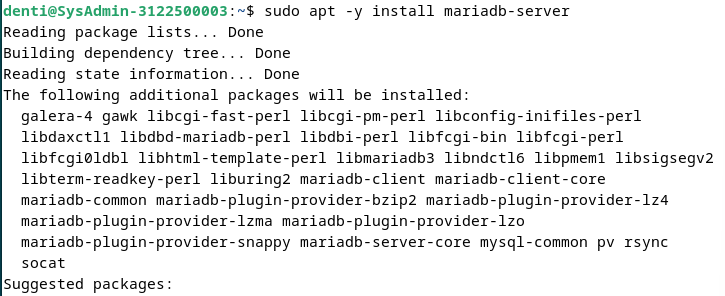 denti@SysAdmin-3122500003:~$ sudo apt -y install mariadb-server
Reading package lists... Done
Building dependency tree... Done
Reading state information... Done
The following additional packages will be installed:
galera-4 gawk libcgi-fast-perl libcgi-pm-perl libconfig-inifiles-perl
libdaxctl1 libdbd-mariadb-perl libdbi-perl libfcgi-bin libfcgi-perl
libfcgi0ldbl libhtml-template-perl libmariadb3 libndctl6 libpmem1 libsigsegv2
libterm-readkey-perl liburing2 mariadb-client mariadb-client-core
mariadb-common mariadb-plugin-provider-bzip2 mariadb-plugin-provider-lz4
mariadb-plugin-provider-lzma mariadb-plugin-provider-lzo
mariadb-plugin-provider-snappy mariadb-server-core mysql-common pv rsync
socat
Suggested packages: